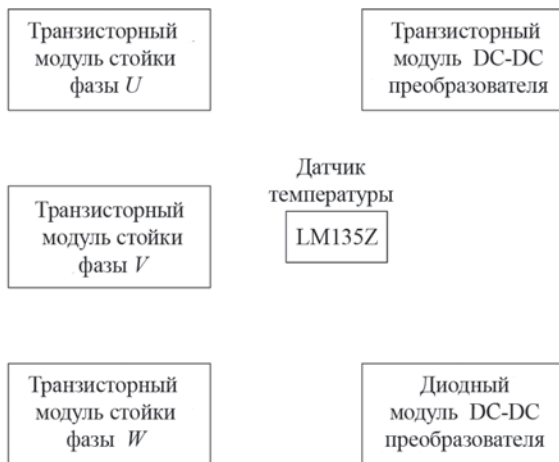 Транзисторный
модуль стойки
фазы U
Транзисторный
модуль DC-DC
преобразователя
Датчик
температуры
LM135Z
Транзисторный
модуль стойки
фазы V
Транзисторный
модуль стойки
фазы W
Диодный
модуль DC-DC
преобразователя